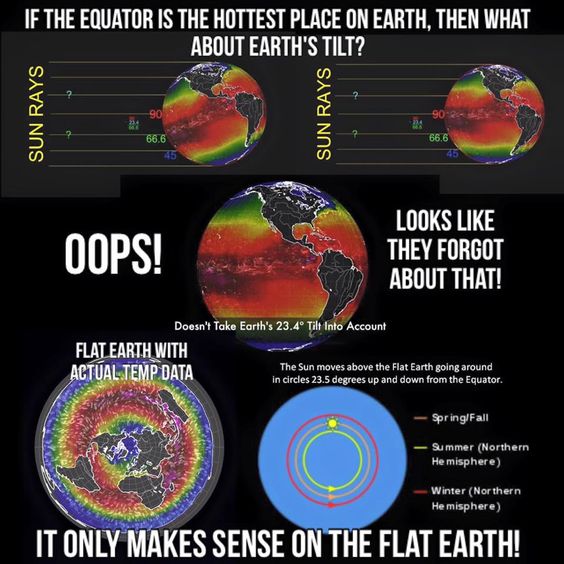 IF THE EQUATOR IS THE HOTTEST PLACE ON EARTH, THEN WHAT
ABOUT EARTH'S TILT?
SUN RAYS
?
?
90
23.4
66.6
66.6
45
SUN RAYS
?
?
90
23.4
66.6
66.6
45
OOPS!
LOOKS LIKE
THEY FORGOT
ABOUT THAT!
Doesn't Take Earth's 23.4° Tilt Into Account
FLAT EARTH WITH
ACTUAL TEMP DATA
The Sun moves above the Flat Earth going around
in circles 23.5 degrees up and down from the Equator.
Spring/Fall
Summer (Northern
Hemisphere)
Winter (Northern
Hemisphere)
IT ONLY MAKES SENSE ON THE FLAT EARTH!